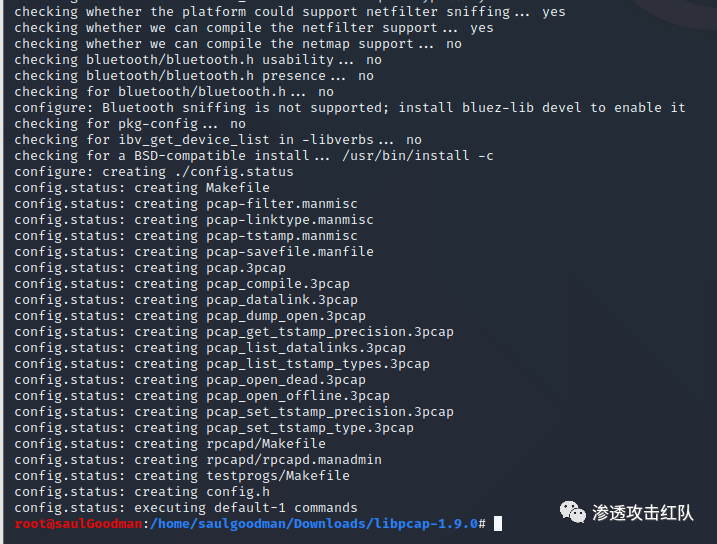 checking whether the platform could support netfilter sniffing... yes
checking whether we can compile the netfilter support... yes
checking whether we can compile the netmap support... no
checking bluetooth/bluetooth.h usability... no
checking bluetooth/bluetooth.h presence... no
checking for bluetooth/bluetooth.h... no
configure: Bluetooth sniffing is not supported; install bluez-lib devel to enable it
checking for pkg-config... no
checking for ibv_get_device_list in -libverbs... no
checking for a BSD-compatible install... /usr/bin/install -c
configure: creating ./config.status
config.status: creating Makefile
config.status: creating pcap-filter.manmisc
config.status: creating pcap-linktype.manmisc
config.status: creating pcap-tstamp.manmisc
config.status: creating pcap-savefile.manfile
config.status: creating pcap.3pcap
config.status: creating pcap_compile.3pcap
config.status: creating pcap_datalink.3pcap
config.status: creating pcap_dump_open.3pcap
config.status: creating pcap_get_tstamp_precision.3pcap
config.status: creating pcap_list_datalinks.3pcap
config.status: creating pcap_list_tstamp_types.3pcap
config.status: creating pcap_open_dead.3pcap
config.status: creating pcap_open_offline.3pcap
config.status: creating pcap_set_tstamp_precision.3pcap
config.status: creating pcap_set_tstamp_type.3pcap
config.status: creating rpcapd/Makefile
config.status: creating rpcapd/rpcapd.manadmin
config.status: creating testprogs/Makefile
config.status: creating config.h
config.status: executing default-1 commands
root@saulGoodman:/home/saulgoodman/Downloads/libpcap-1.9.0#
渗透攻击红队